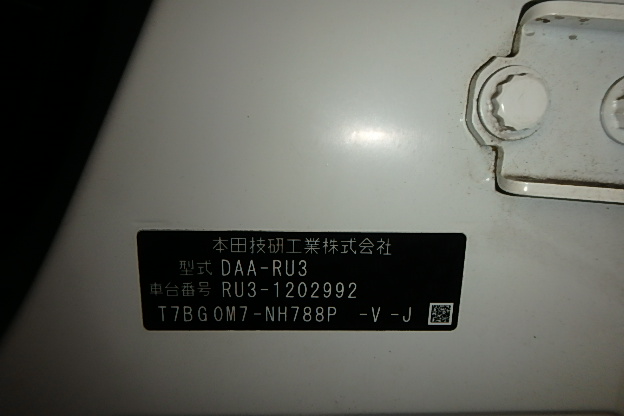 本田技研工業株式会社
型式 DAA-RU3
車台番号 RU3-1202992
T7BG0M7-NH788P -V-J